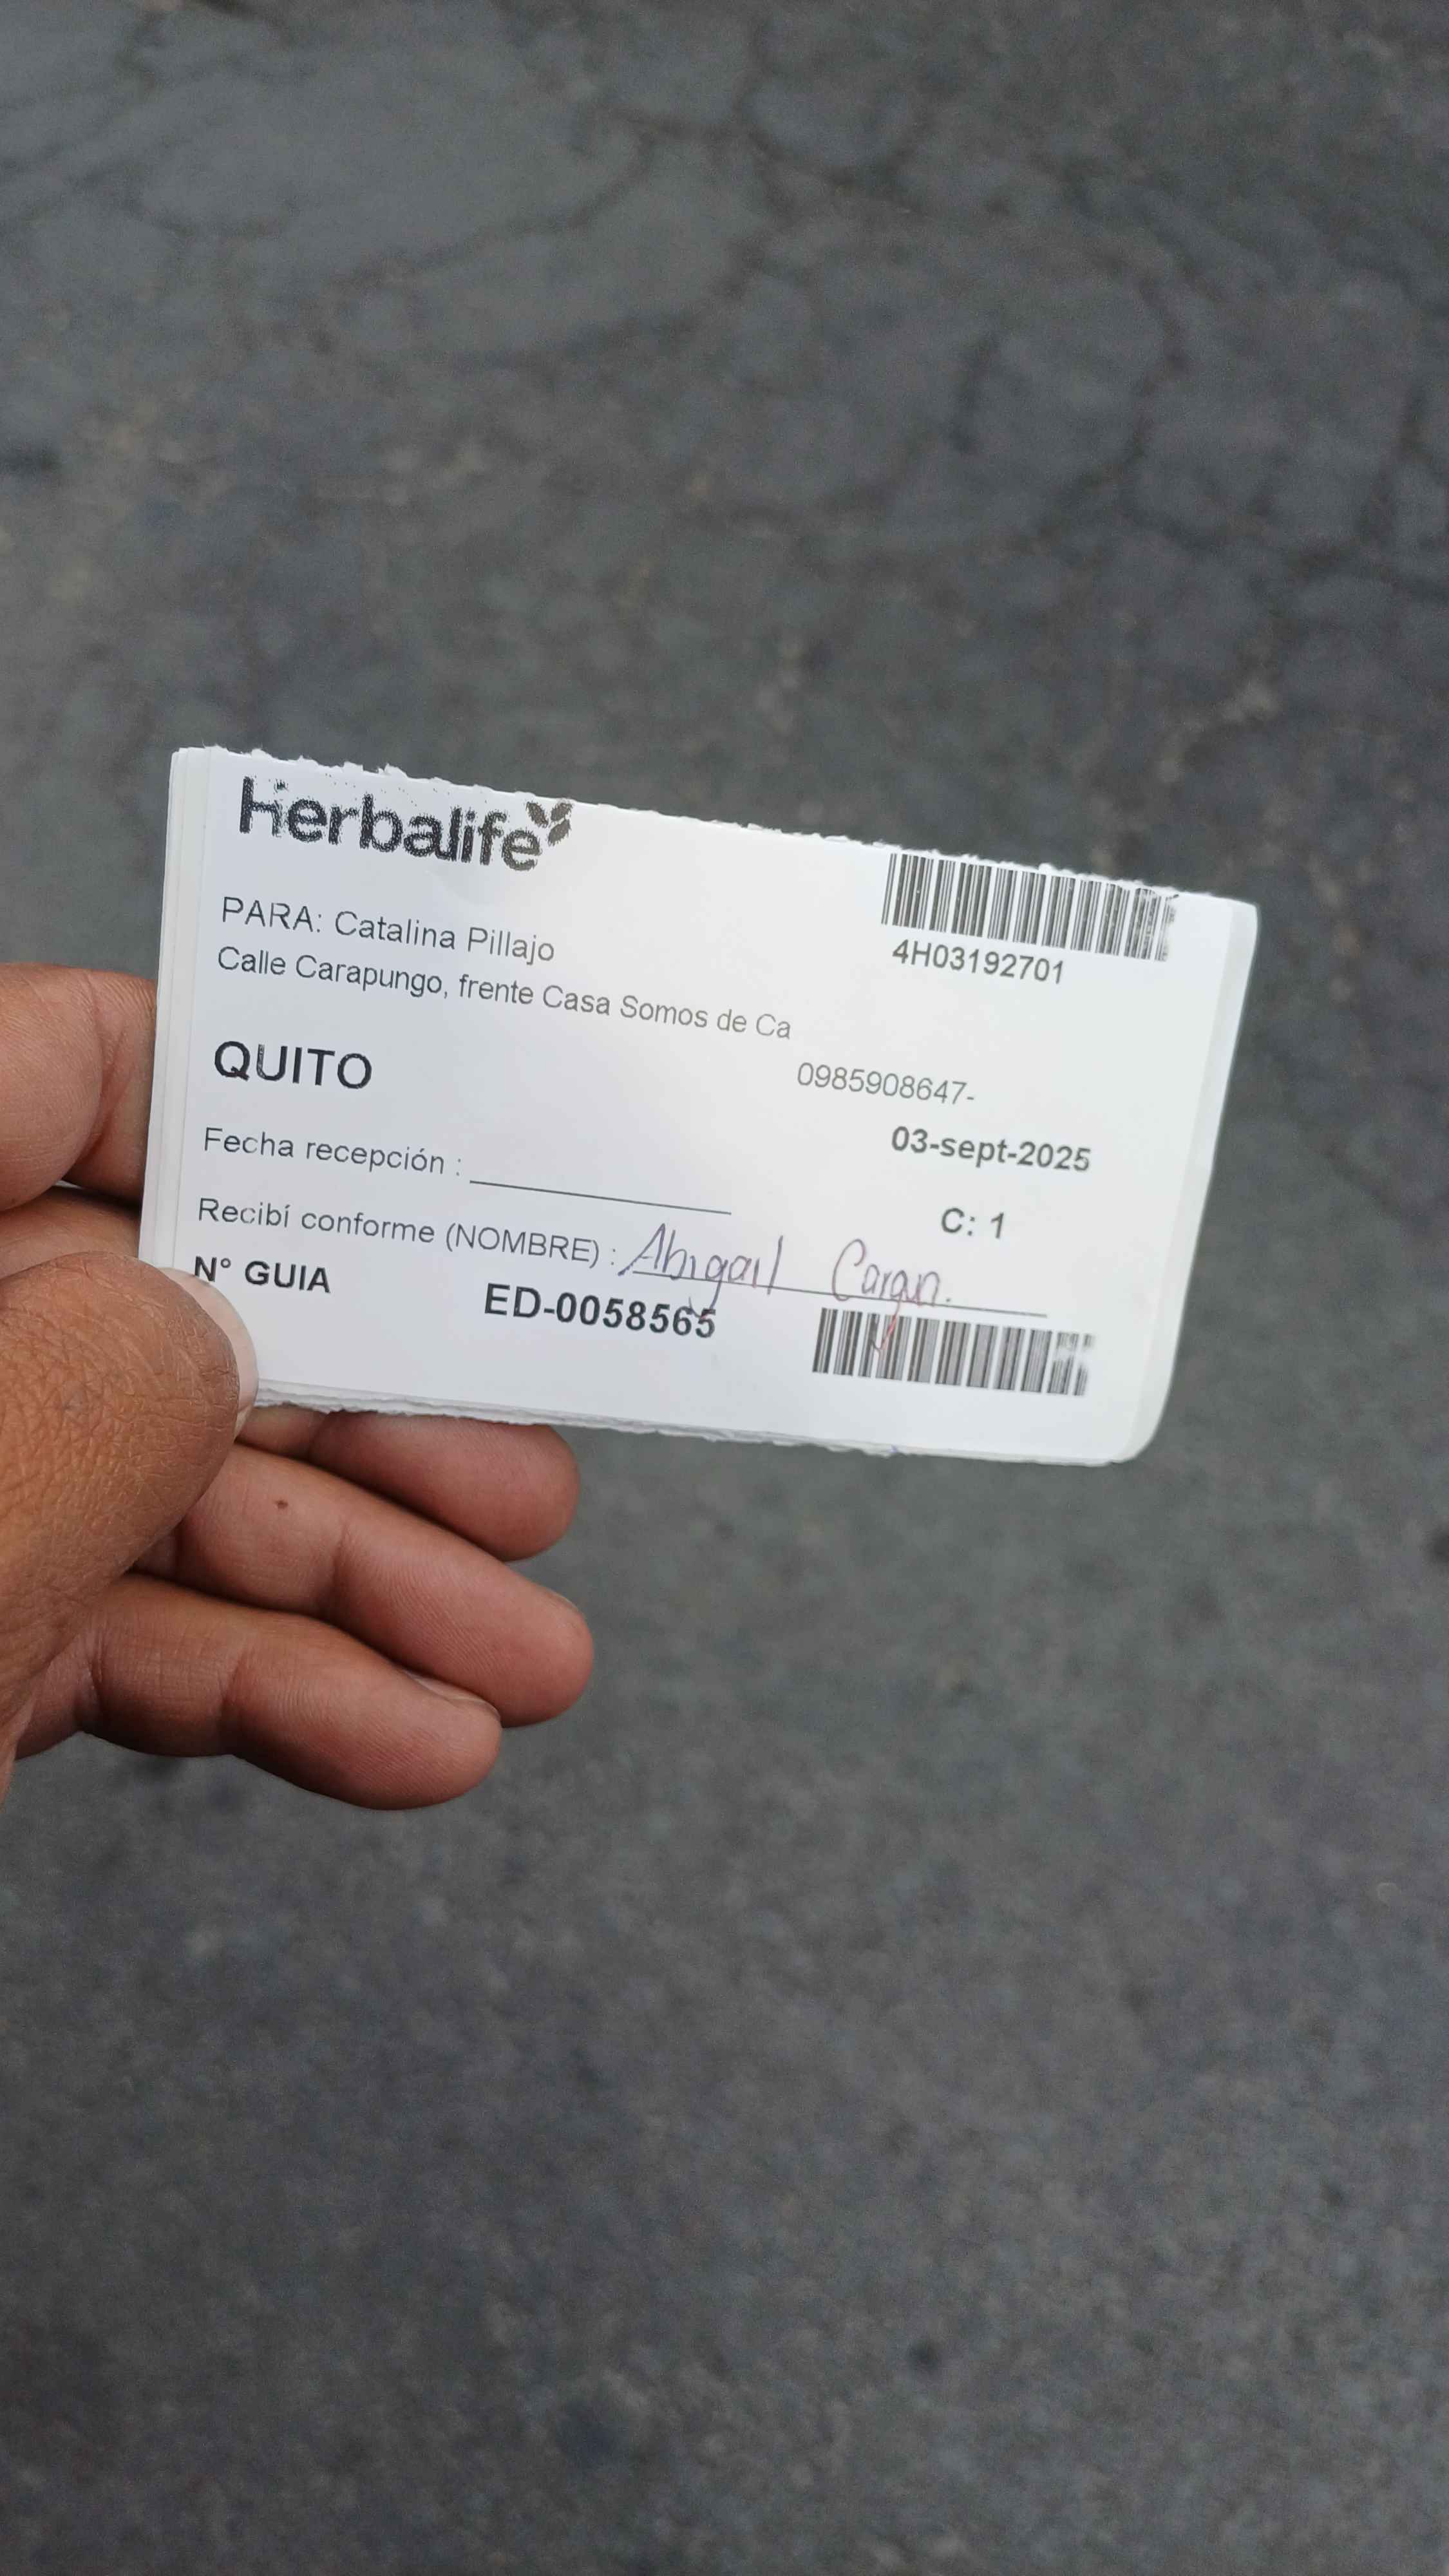 Herbalife
4H03192701
PARA: Catalina Pillajo
Calle Carapungo, frente Casa Somos de Ca
QUITO
0985908647-
03-sept-2025
Fecha recepción :
C: 1
Recibí conforme (NOMBRE) : Abigail
N° GUIA ED-0058565